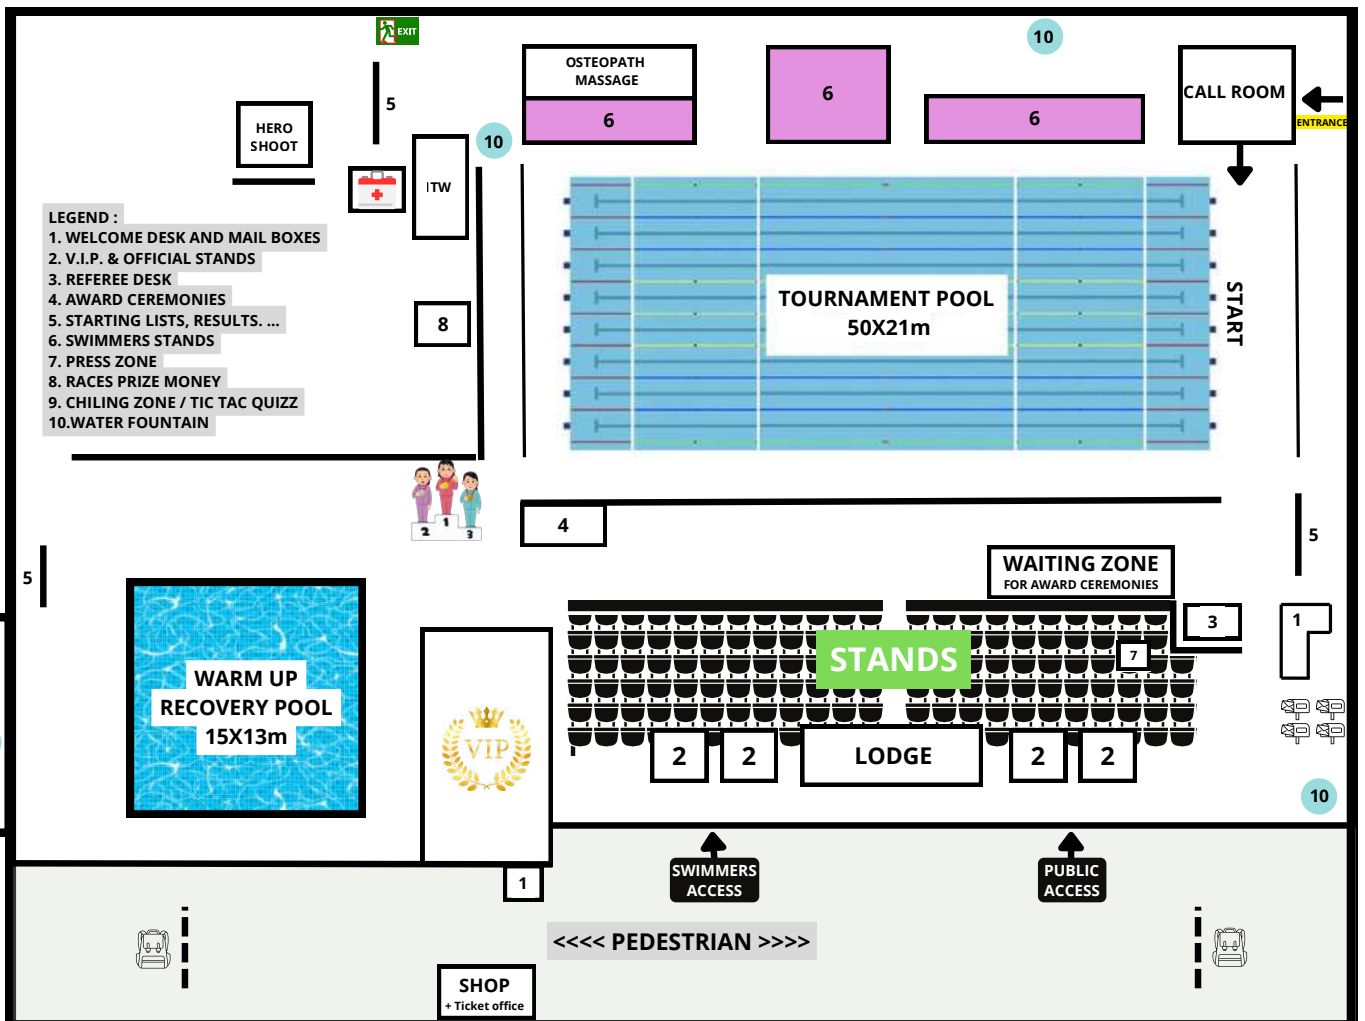 EXIT
10
OSTEOPATH
MASSAGE
6
6
6
CALL ROOM
ENTRANCE
5
HERO
SHOOT
10
ITW
LEGEND :
1. WELCOME DESK AND MAIL BOXES
2. V.I.P. & OFFICIAL STANDS
3. REFEREE DESK
4. AWARD CEREMONIES
5. STARTING LISTS, RESULTS. ...
6. SWIMMERS STANDS
7. PRESS ZONE
8. RACES PRIZE MONEY
9. CHILING ZONE / TIC TAC QUIZZ
10.WATER FOUNTAIN
8
TOURNAMENT POOL
50X21m
START
2 1 3
4
5
5
WAITING ZONE
FOR AWARD CEREMONIES
3
1
STANDS
7
WARM UP
RECOVERY POOL
15X13m
VIP
2
2
LODGE
2
2
10
SWIMMERS
ACCESS
PUBLIC
ACCESS
1
<<<< PEDESTRIAN >>>>
SHOP
+ Ticket office